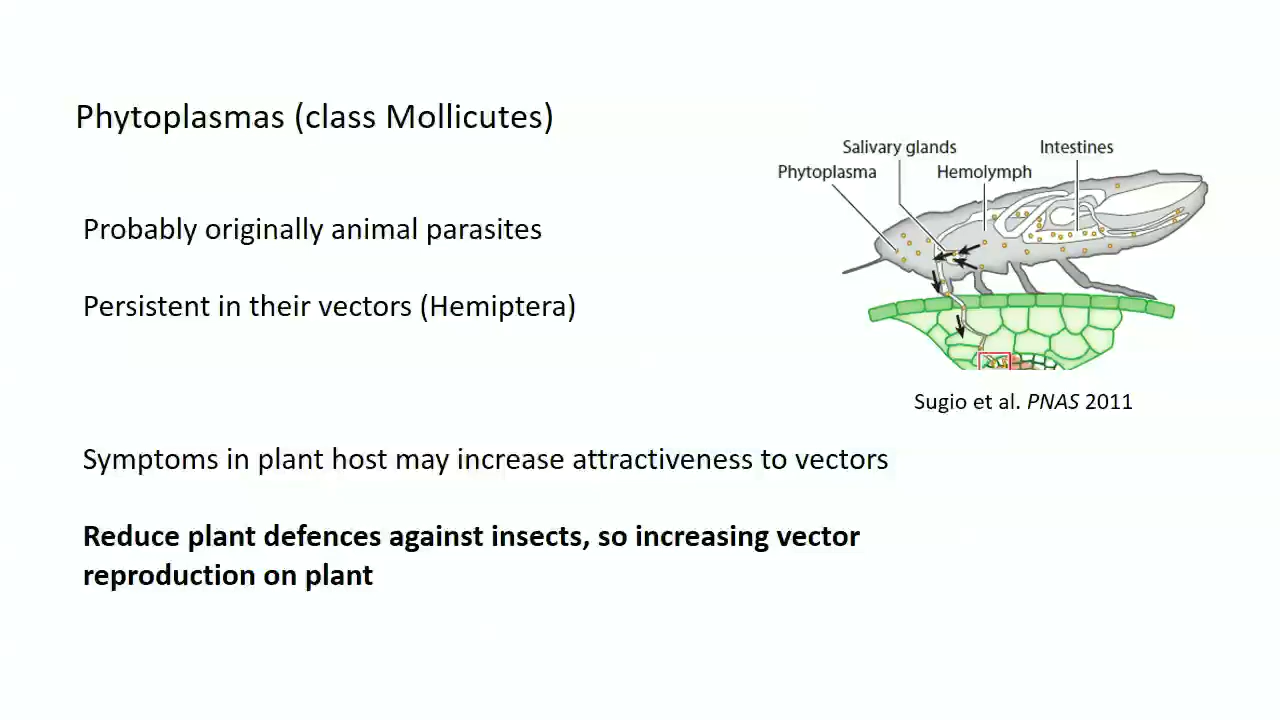 Phytoplasmas (class Mollicutes)
Salivary glands
Intestines
Phytoplasma
Hemolymph
Probably originally animal parasites
Persistent in their vectors (Hemiptera)
Sugio et al. PNAS 2011
Symptoms in plant host may increase attractiveness to vectors
Reduce plant defences against insects, so increasing vector
reproduction on plant